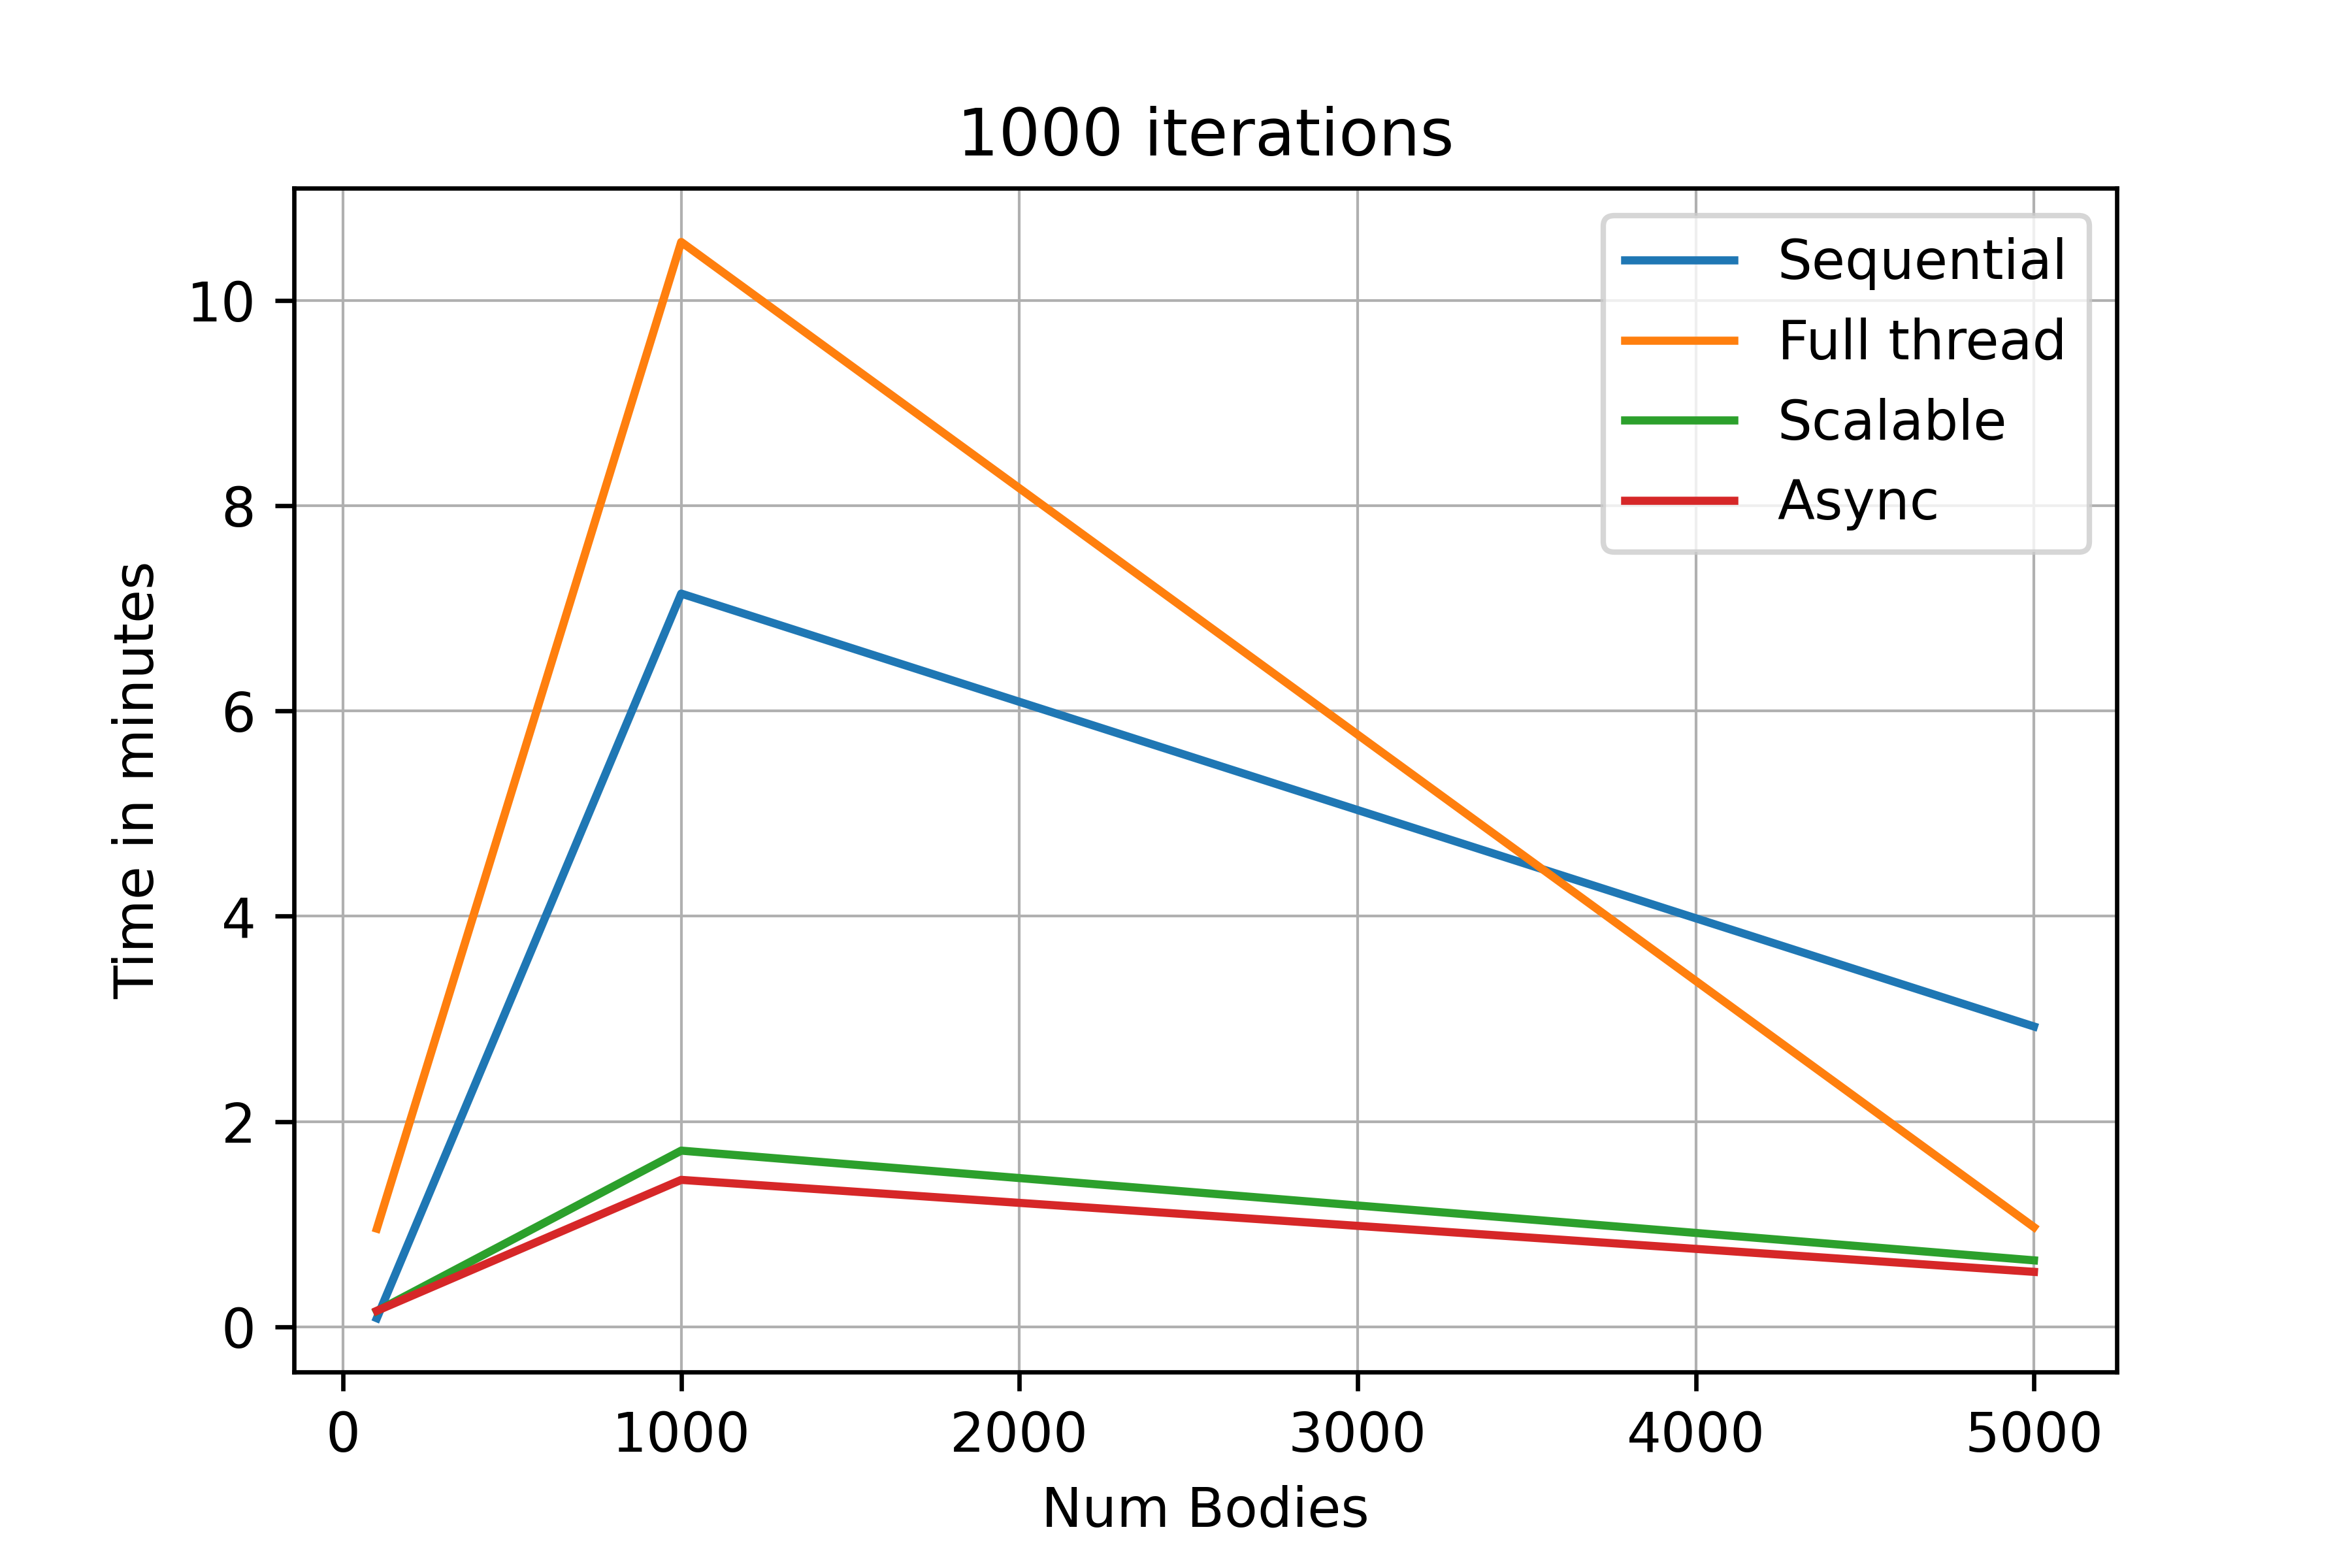 1000 iterations
Sequential
Full thread
Scalable
Async
Time in minutes
10
8
6
4
2
0
0 1000 2000 3000 4000 5000
Num Bodies